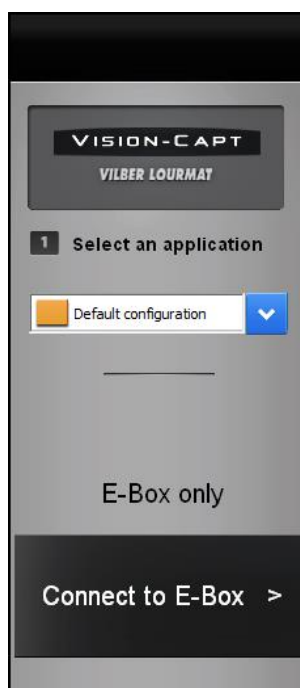 VISION-CAPT
VILBER LOURMAT
1 Select an application
Default configuration
E-Box only
Connect to E-Box >